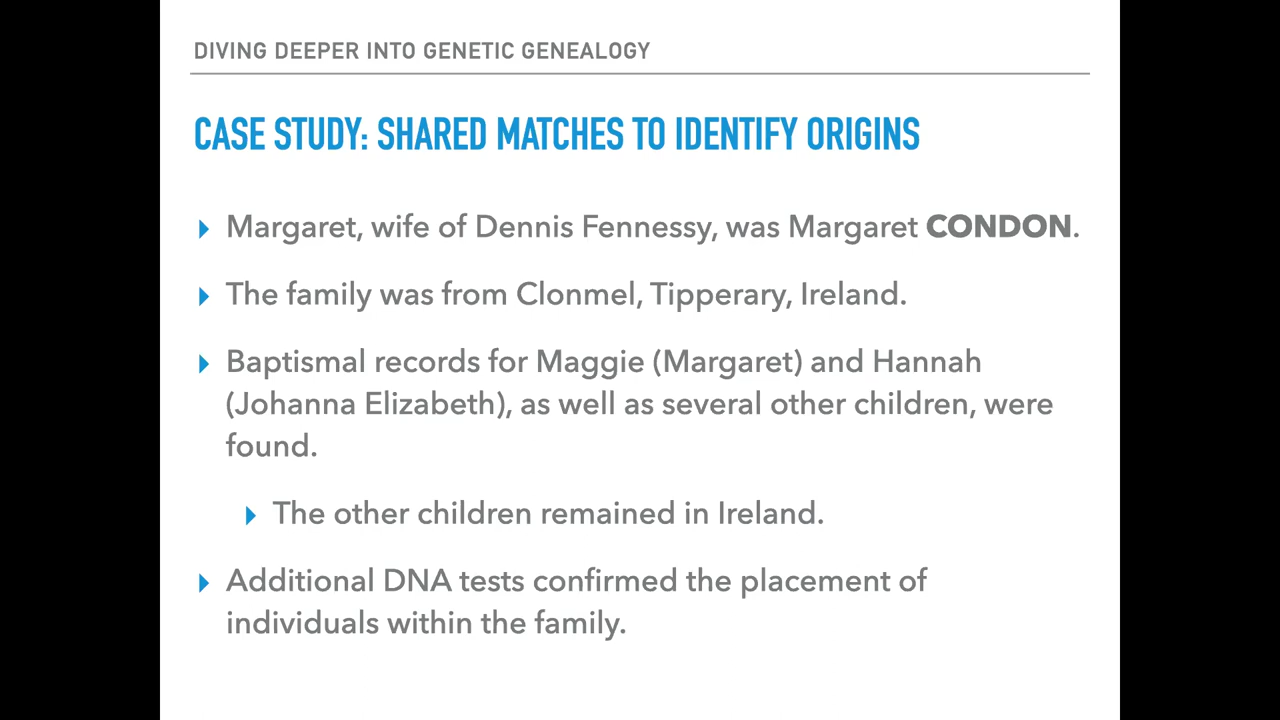 DIVING DEEPER INTO GENETIC GENEALOGY
CASE STUDY: SHARED MATCHES TO IDENTIFY ORIGINS
Margaret, wife of Dennis Fennessy, was Margaret CONDON.
The family was from Clonmel, Tipperary, Ireland.
Baptismal records for Maggie (Margaret) and Hannah
(Johanna Elizabeth), as well as several other children, were
found.
The other children remained in Ireland.
Additional DNA tests confirmed the placement of
individuals within the family.